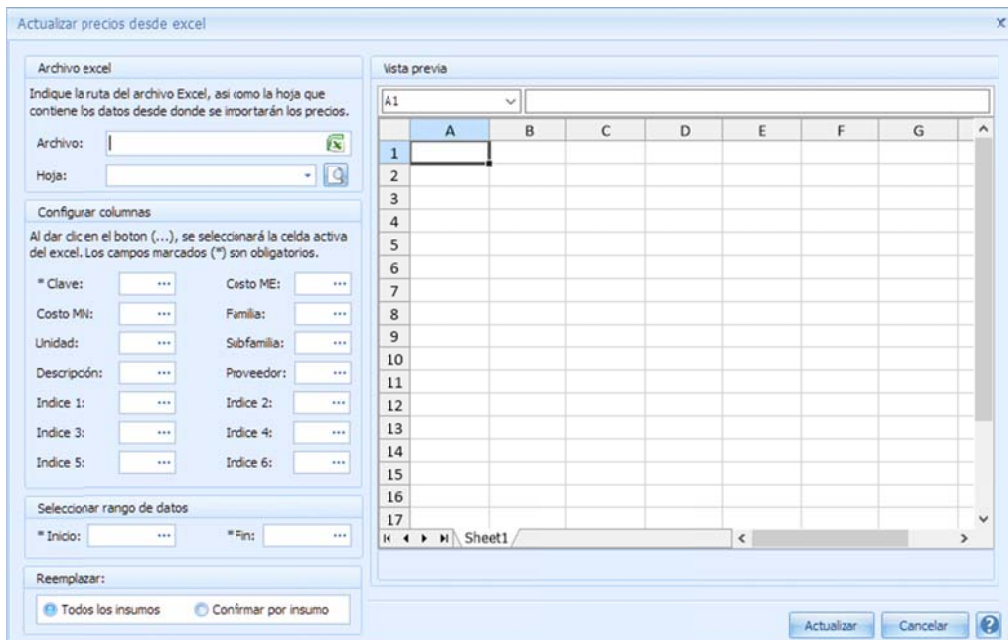 Actualizar precios desde excel
Archivo excel
Indique la ruta del archivo Excel, asi como la hoja que
contiene los datos desde donde se importarán los precios.
Archivo:
Hoja:
Configurar columnas
Al dar clic en el boton (...), se seleccionará la celda activa
del excel. Los campos marcados (*) son obligatorios.
* Clave: ... Costo ME: ...
Costo MN: ... Familia: ...
Unidad: ... Subfamilia: ...
Descripcón: ... Proveedor: ...
Indice 1: ... Indice 2: ...
Indice 3: ... Indice 4: ...
Indice 5: ... Indice 6: ...
Seleccionar rango de datos
* Inicio: ... * Fin: ...
Reemplazar:
Todos los insumos Confirmar por insumo
Vista previa
A1
A B C D E F G
1
2
3
4
5
6
7
8
9
10
11
12
13
14
15
16
17
Sheet1
Actualizar Cancelar ?